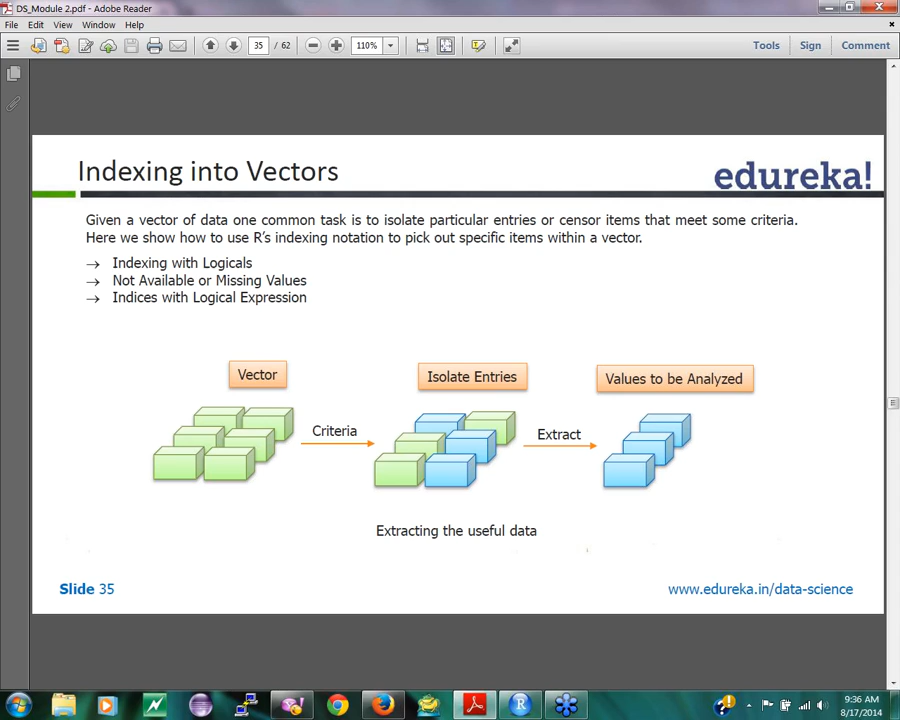 DS_Module 2.pdf - Adobe Reader
File Edit View Window Help
35 / 62 110% Tools Sign Comment
Indexing into Vectors
edureka!
Given a vector of data one common task is to isolate particular entries or censor items that meet some criteria.
Here we show how to use R's indexing notation to pick out specific items within a vector.
→ Indexing with Logicals
→ Not Available or Missing Values
→ Indices with Logical Expression
Vector Isolate Entries Values to be Analyzed
Criteria Extract
Extracting the useful data
Slide 35 www.edureka.in/data-science
9:36 AM
8/17/2014